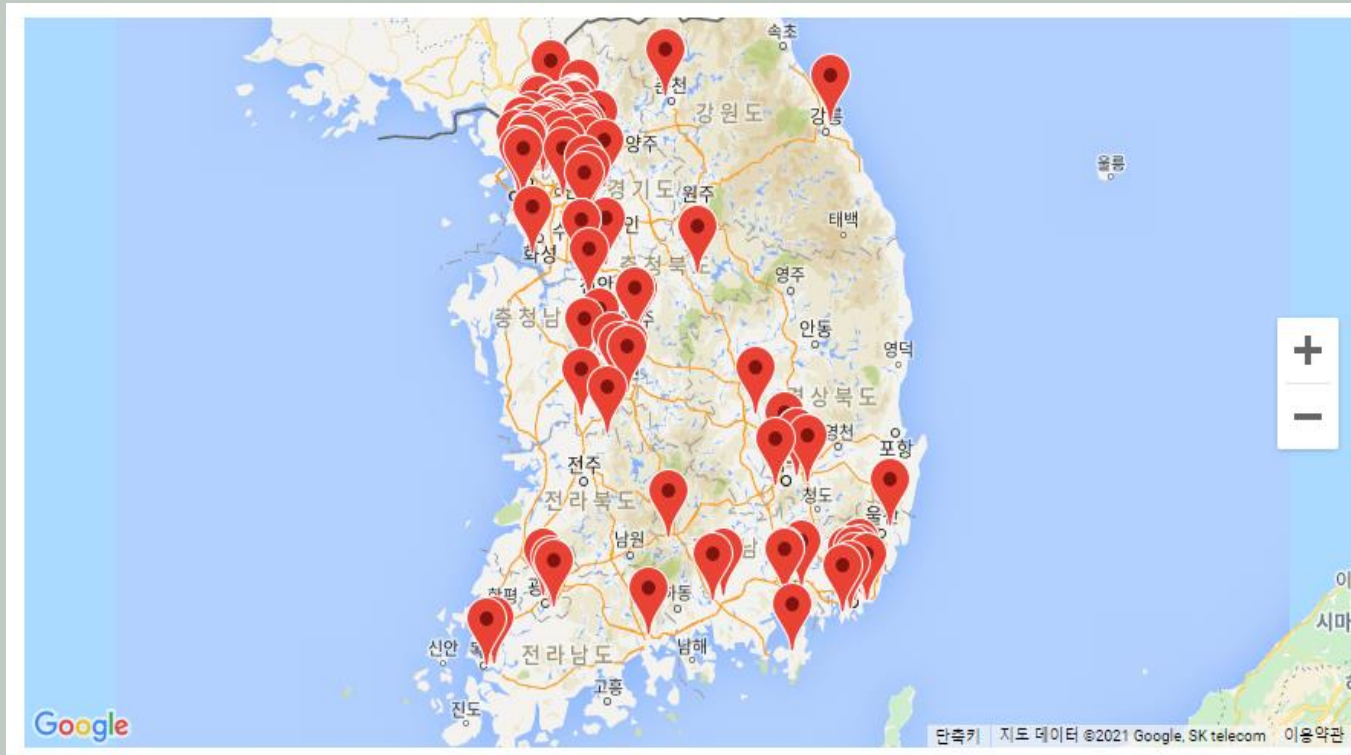 속초
강원도
강릉
양주
울릉
경기도
원주
태백
화성
충청북도
영주
충청남
안동
영덕
경상북도
영천
포항
전주
청도
전라북도
남원
함평
하동
신안
전라남도
남해
고흥
진도
Google
단축키
지도 데이터 ©2021 Google, SK telecom
이용약관